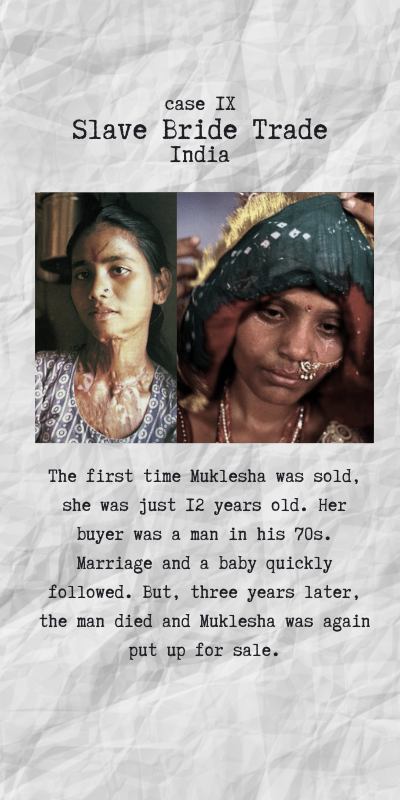 case IX
Slave Bride Trade
India
The first time Muklesha was sold,
she was just I2 years old. Her
buyer was a man in his 70s.
Marriage and a baby quickly
followed. But, three years later,
the man died and Muklesha was again
put up for sale.